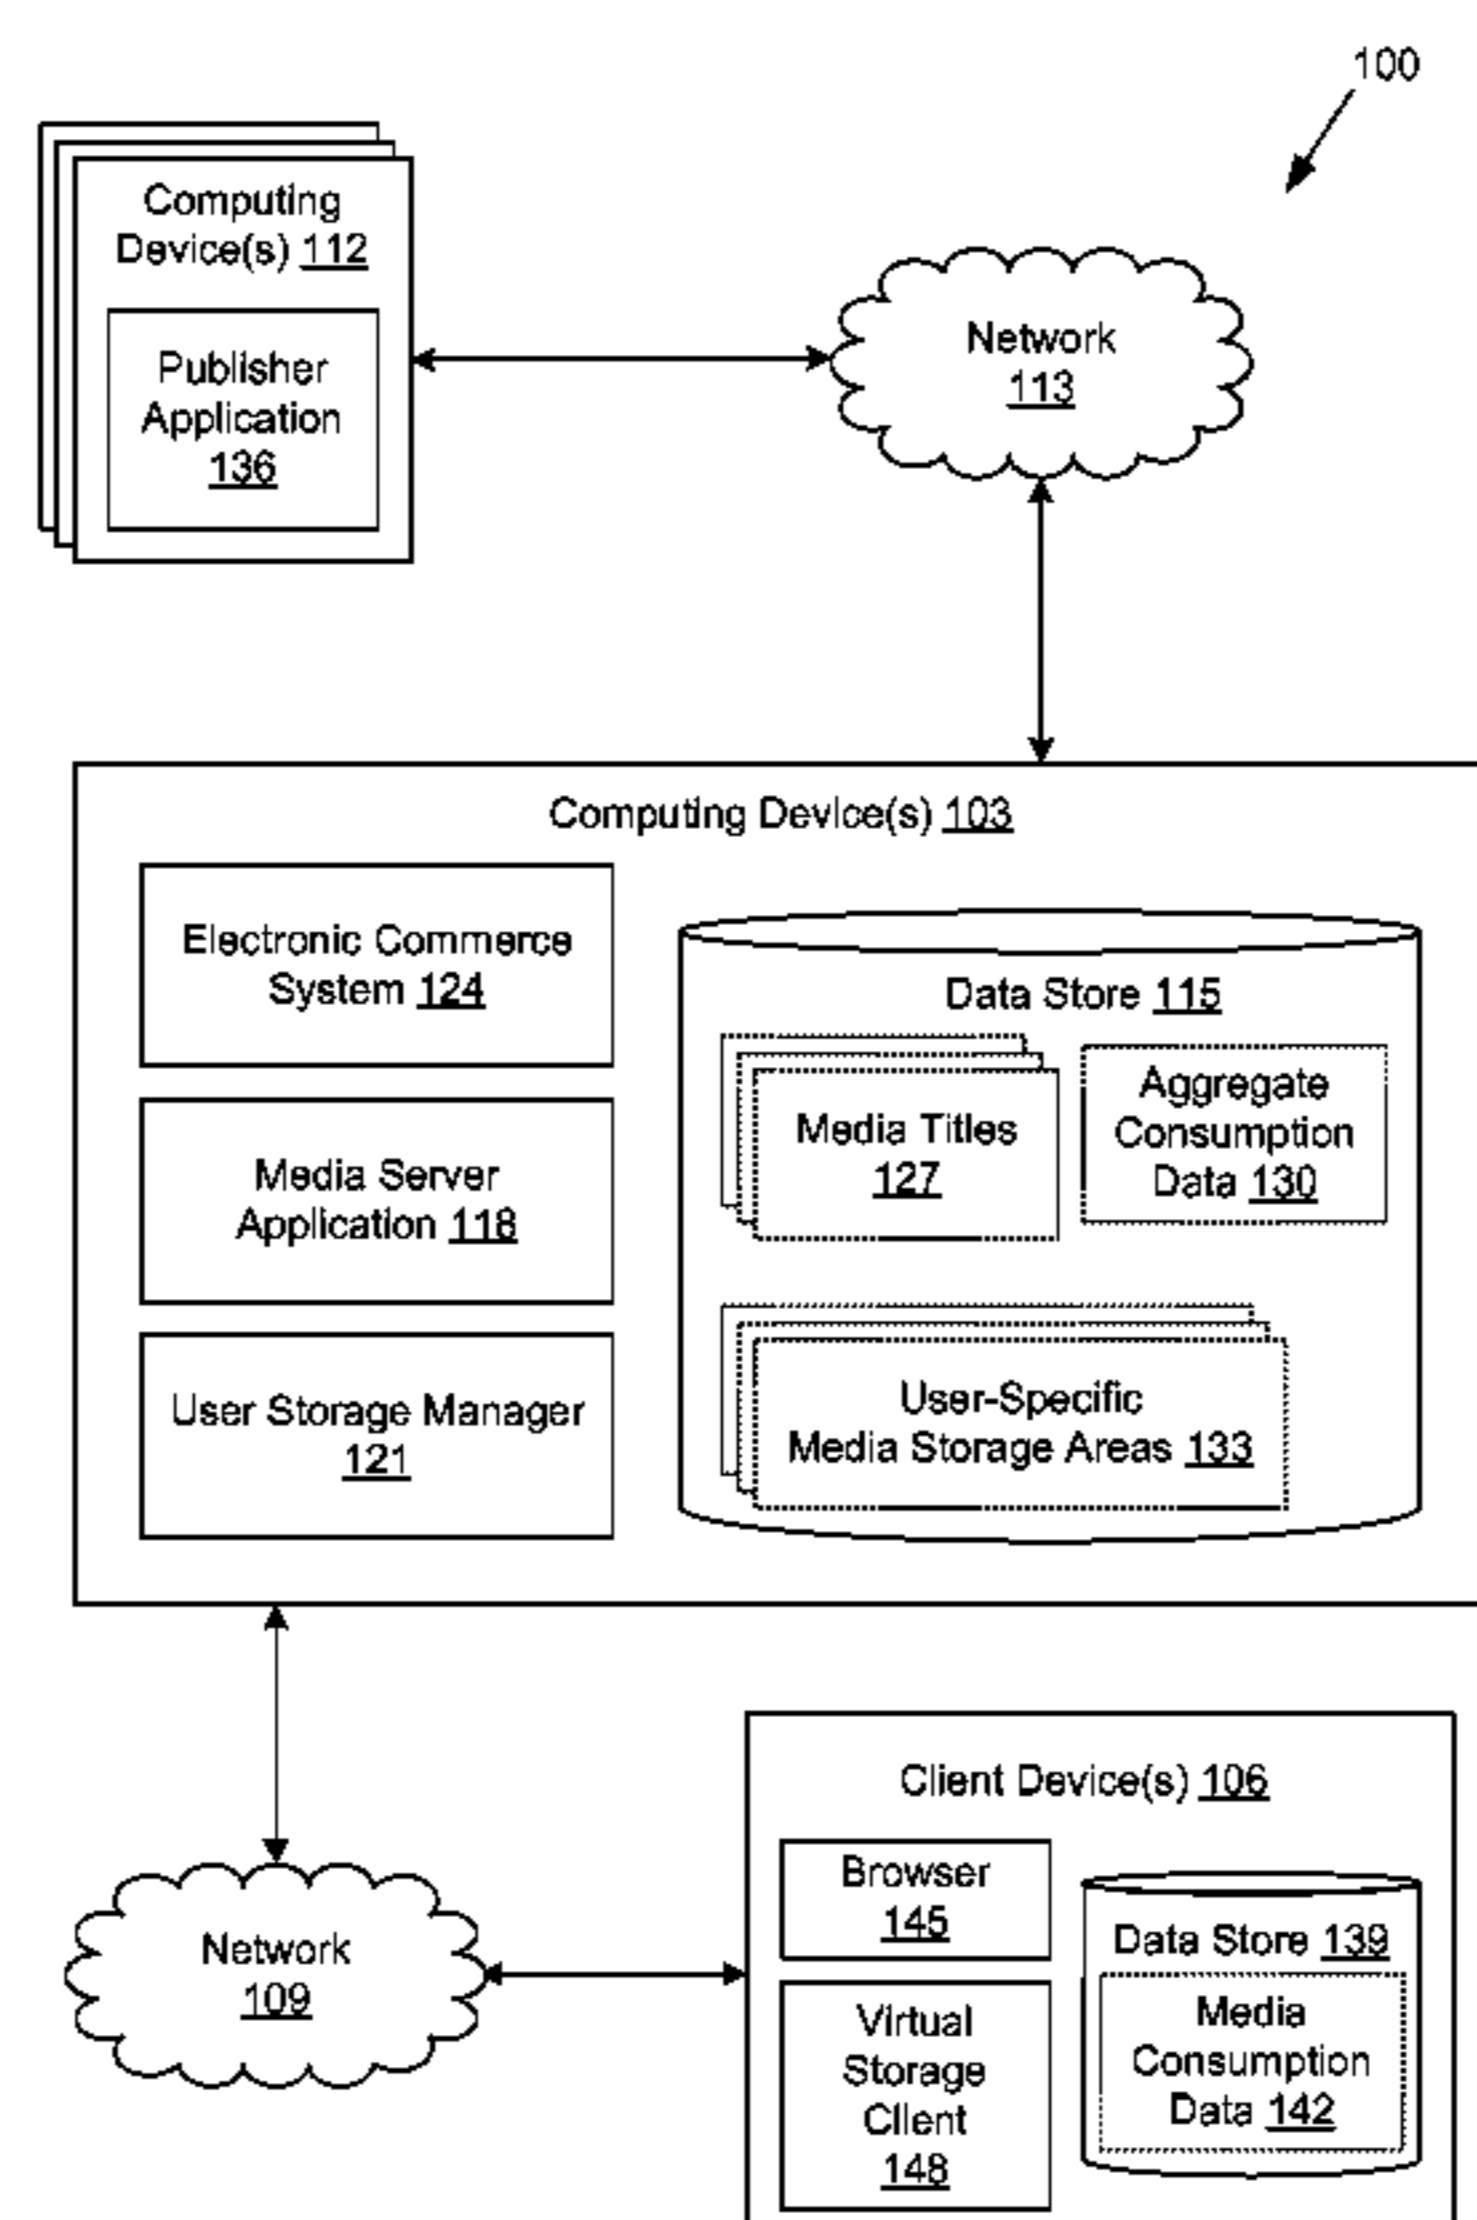 100
Computing
Device(s) 112
Publisher
Application
136
Network
113
Computing Device(s) 103
Electronic Commerce
System 124
Media Server
Application 118
User Storage Manager
121
Data Store 115
Media Titles
127
Aggregate
Consumption
Data 130
User-Specific
Media Storage Areas 133
Network
109
Client Device(s) 106
Browser
145
Virtual
Storage
Client
148
Data Store 139
Media
Consumption
Data 142